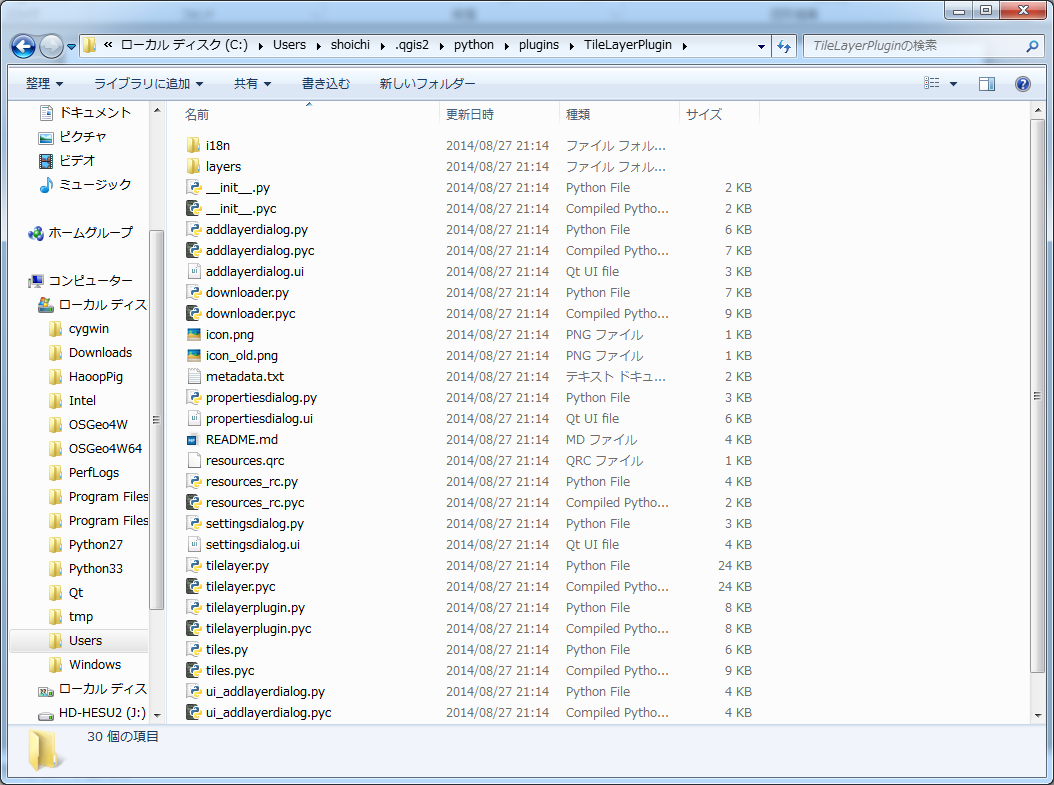 « ローカル ディスク (C:) ▸ Users ▸ shoichi ▸ .qgis2 ▸ python ▸ plugins ▸ TileLayerPlugin ▸
TileLayerPluginの検索
整理 ▼ ライブラリに追加 ▼ 共有 ▼ 書き込む 新しいフォルダー
ドキュメント
ピクチャ
ビデオ
ミュージック
ホームグループ
コンピューター
ローカル ディス
cygwin
Downloads
HaoopPig
Intel
OSGeo4W
OSGeo4W64
PerfLogs
Program Files
Program Files
Python27
Python33
Qt
tmp
Users
Windows
ローカル ディス
HD-HESU2 (J:)
名前 更新日時 種類 サイズ
i18n 2014/08/27 21:14 ファイル フォル...
layers 2014/08/27 21:14 ファイル フォル...
__init__.py 2014/08/27 21:14 Python File 2 KB
__init__.pyc 2014/08/27 21:14 Compiled Pytho... 2 KB
addlayerdialog.py 2014/08/27 21:14 Python File 6 KB
addlayerdialog.pyc 2014/08/27 21:14 Compiled Pytho... 7 KB
addlayerdialog.ui 2014/08/27 21:14 Qt UI file 3 KB
downloader.py 2014/08/27 21:14 Python File 7 KB
downloader.pyc 2014/08/27 21:14 Compiled Pytho... 9 KB
icon.png 2014/08/27 21:14 PNG ファイル 1 KB
icon_old.png 2014/08/27 21:14 PNG ファイル 1 KB
metadata.txt 2014/08/27 21:14 テキスト ドキュ... 2 KB
propertiesdialog.py 2014/08/27 21:14 Python File 3 KB
propertiesdialog.ui 2014/08/27 21:14 Qt UI file 6 KB
README.md 2014/08/27 21:14 MD ファイル 4 KB
resources.qrc 2014/08/27 21:14 QRC ファイル 1 KB
resources_rc.py 2014/08/27 21:14 Python File 4 KB
resources_rc.pyc 2014/08/27 21:14 Compiled Pytho... 2 KB
settingsdialog.py 2014/08/27 21:14 Python File 3 KB
settingsdialog.ui 2014/08/27 21:14 Qt UI file 4 KB
tilelayer.py 2014/08/27 21:14 Python File 24 KB
tilelayer.pyc 2014/08/27 21:14 Compiled Pytho... 24 KB
tilelayerplugin.py 2014/08/27 21:14 Python File 8 KB
tilelayerplugin.pyc 2014/08/27 21:14 Compiled Pytho... 8 KB
tiles.py 2014/08/27 21:14 Python File 6 KB
tiles.pyc 2014/08/27 21:14 Compiled Pytho... 9 KB
ui_addlayerdialog.py 2014/08/27 21:14 Python File 4 KB
ui_addlayerdialog.pyc 2014/08/27 21:14 Compiled Pytho... 4 KB
30 個の項目